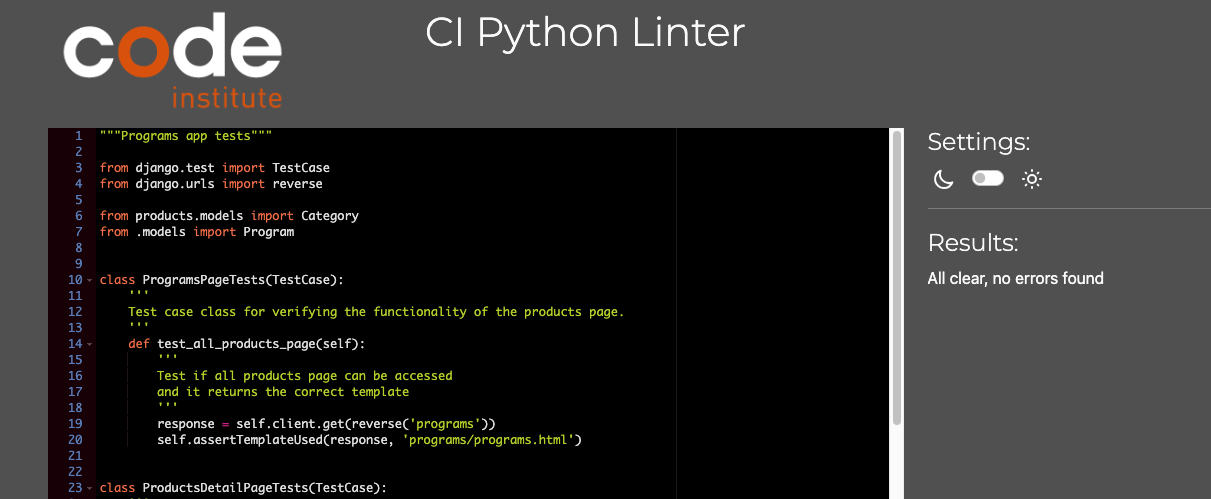 code
institute
CI Python Linter
1 """Programs app tests"""
2
3 from django.test import TestCase
4 from django.urls import reverse
5
6 from products.models import Category
7 from .models import Program
8
9
10 class ProgramsPageTests(TestCase):
11     '''
12     Test case class for verifying the functionality of the products page.
13     '''
14     def test_all_products_page(self):
15         '''
16         Test if all products page can be accessed
17         and it returns the correct template
18         '''
19         response = self.client.get(reverse('programs'))
20         self.assertTemplateUsed(response, 'programs/programs.html')
21
22
23 class ProductsDetailPageTests(TestCase):
Settings:
Results:
All clear, no errors found